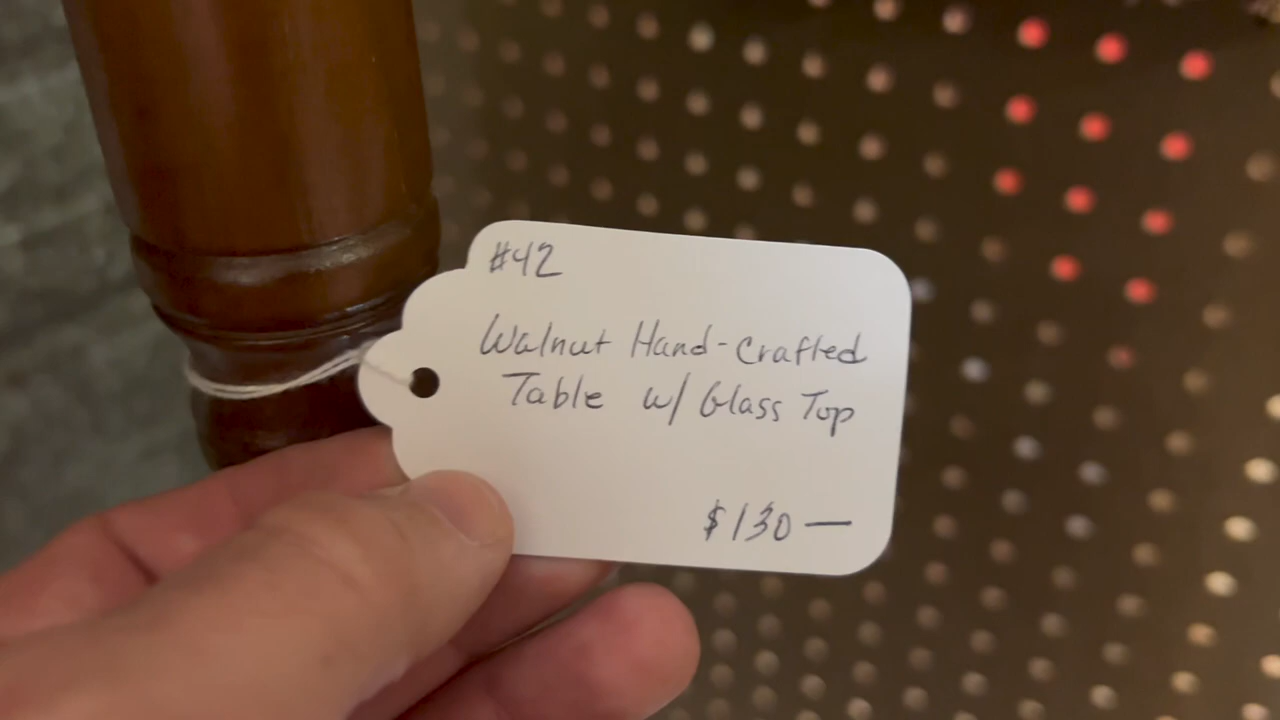 #42
Walnut Hand-Crafted
Table w/ Glass Top
$130—